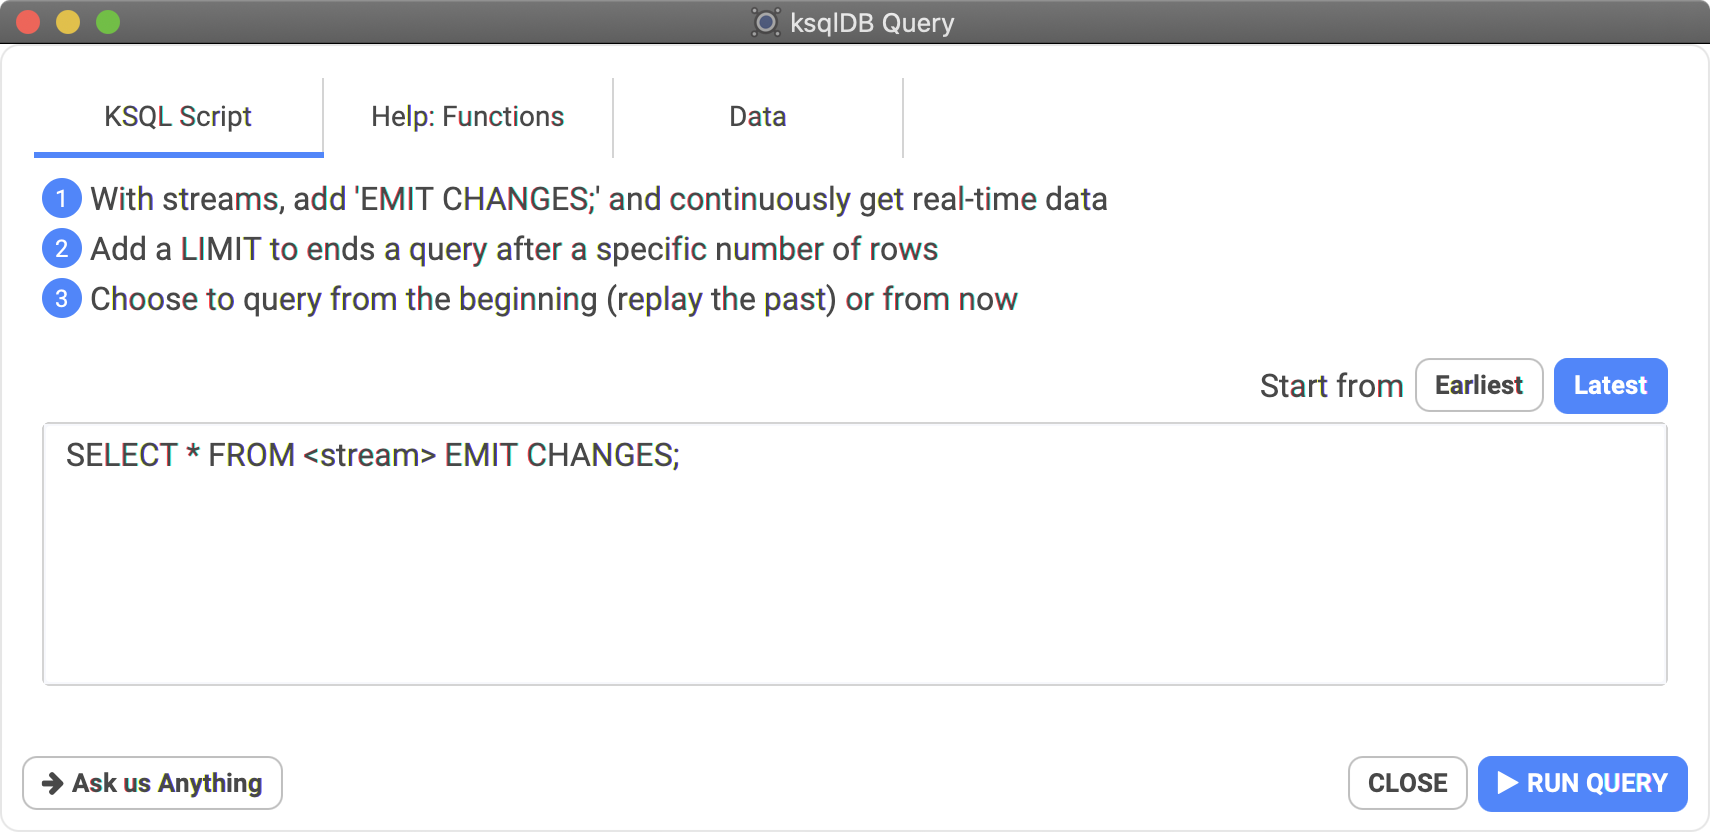 ksqlDB Query
KSQL Script
Help: Functions
Data
1 With streams, add 'EMIT CHANGES;' and continuously get real-time data
2 Add a LIMIT to ends a query after a specific number of rows
3 Choose to query from the beginning (replay the past) or from now
Start from Earliest Latest
SELECT * FROM <stream> EMIT CHANGES;
Ask us Anything
CLOSE
RUN QUERY